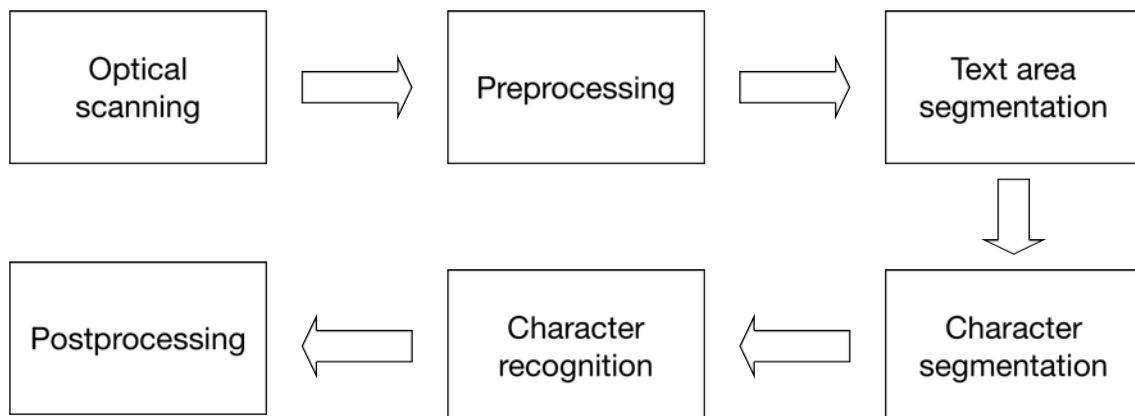 Optical
scanning
Preprocessing
Text area
segmentation
Character
segmentation
Character
recognition
Postprocessing